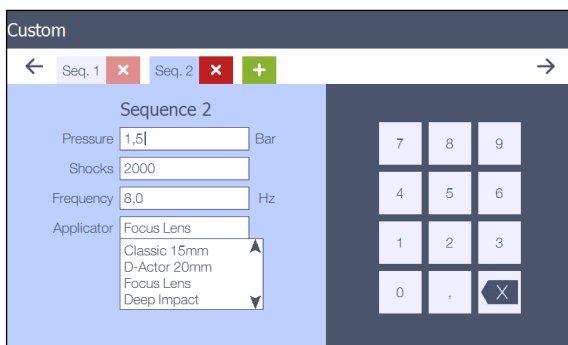 Custom
← Seq. 1 × Seq. 2 × + →
Sequence 2
Pressure 1,5 Bar
Shocks 2000
Frequency 8,0 Hz
Applicator Focus Lens
Classic 15mm
D-Actor 20mm
Focus Lens
Deep Impact
7 8 9
4 5 6
1 2 3
0 , X